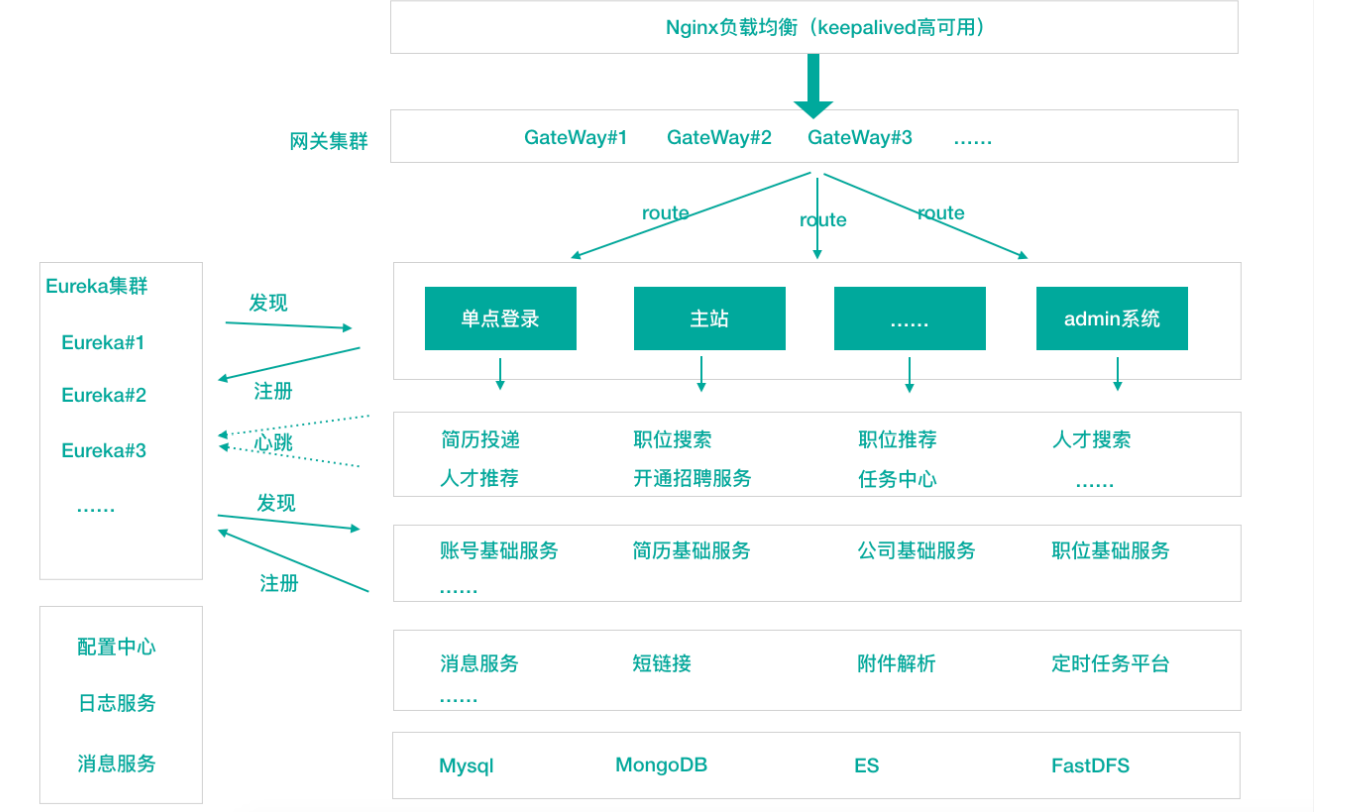 Nginx负载均衡（keepalived高可用）
网关集群
GateWay#1 GateWay#2 GateWay#3 ......
route route route
Eureka集群
Eureka#1
Eureka#2
Eureka#3
......
发现
注册
心跳
发现
注册
单点登录 主站 ...... admin系统
简历投递 职位搜索 职位推荐 人才搜索
人才推荐 开通招聘服务 任务中心 ......
账号基础服务 简历基础服务 公司基础服务 职位基础服务
......
配置中心
日志服务
消息服务
消息服务 短链接 附件解析 定时任务平台
......
Mysql MongoDB ES FastDFS